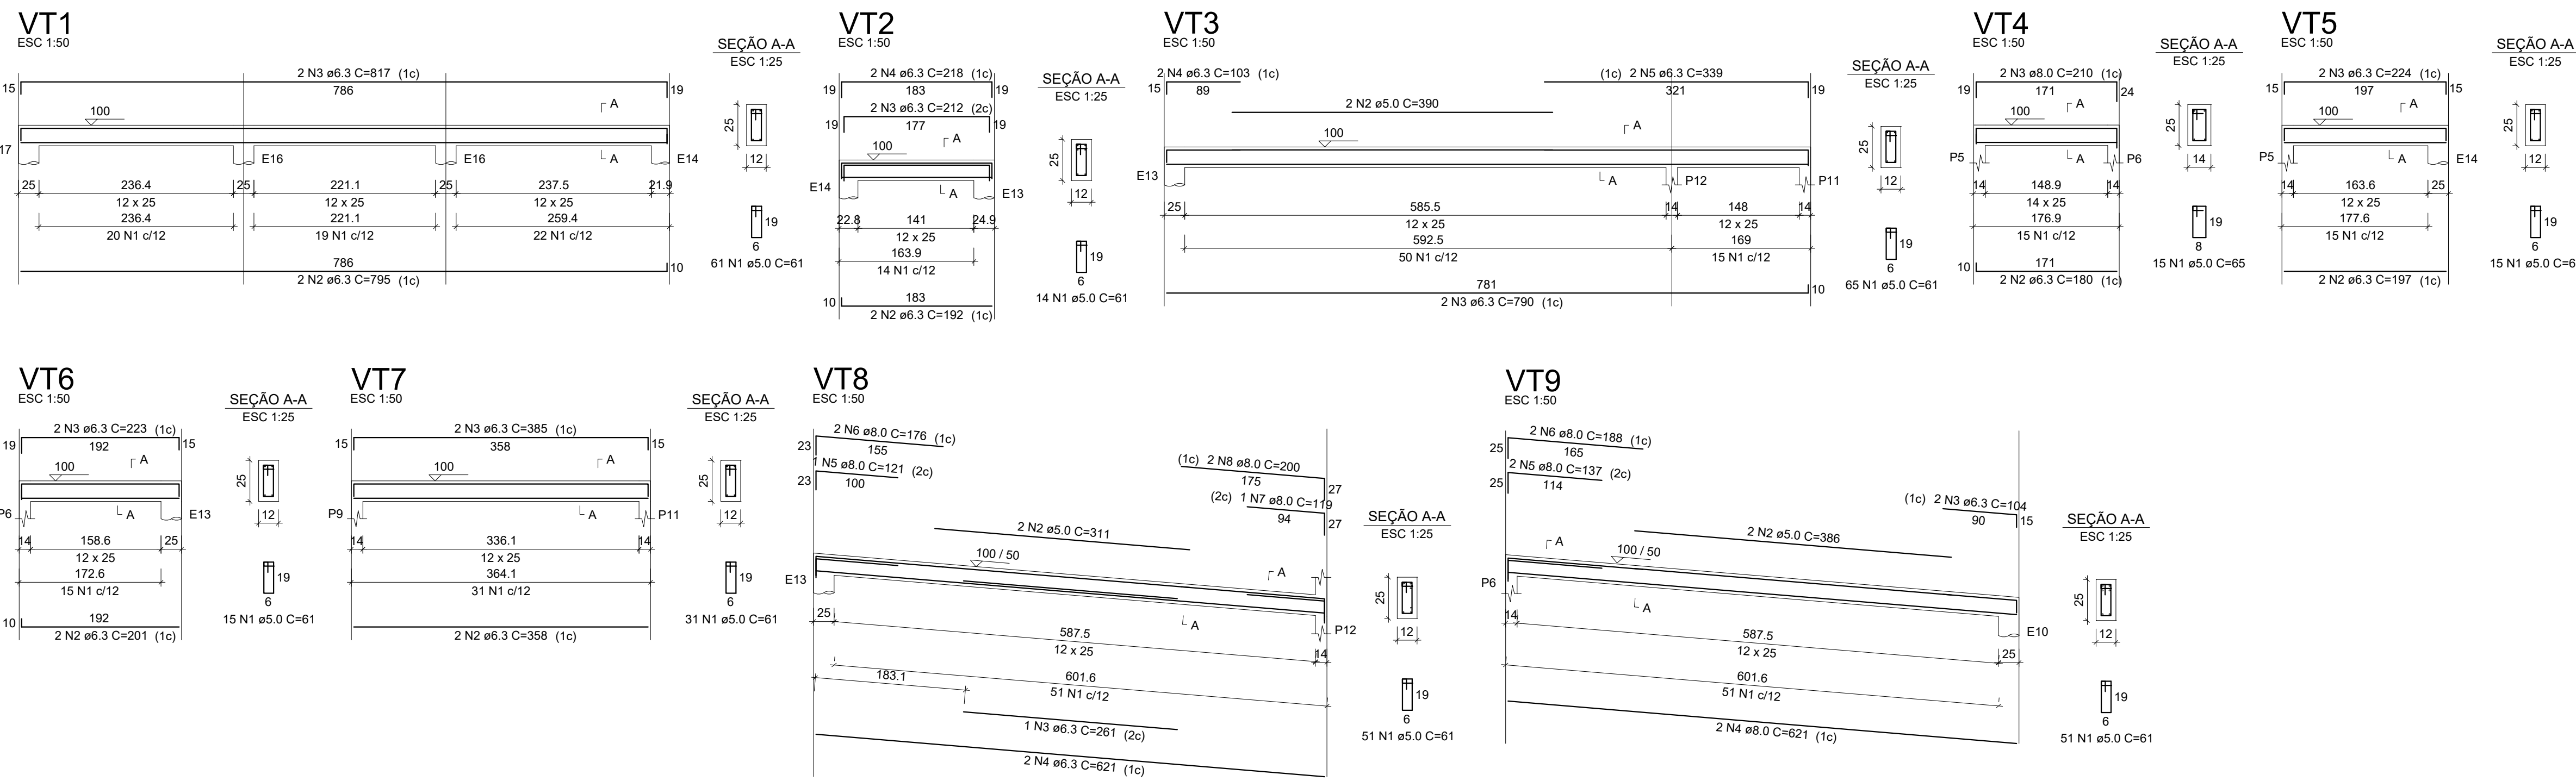 VT1
ESC 1:50
SEÇÃO A-A
ESC 1:25
2 N3 ø6.3 C=817 (1c)
15 786 19
A
100
25
12
17 E16 E16 A E14
25 236.4 25 221.1 25 237.5 21.9
12 x 25 12 x 25 12 x 25
236.4 221.1 259.4
20 N1 c/12 19 N1 c/12 22 N1 c/12
19
6
61 N1 ø5.0 C=61
786 10
2 N2 ø6.3 C=795 (1c)
VT2
ESC 1:50
SEÇÃO A-A
ESC 1:25
2 N4 ø6.3 C=218 (1c)
19 183 19
2 N3 ø6.3 C=212 (2c)
19 177 19
A
100
25
12
E14 A E13
22.8 141 24.9
12 x 25
163.9
14 N1 c/12
19
6
14 N1 ø5.0 C=61
10 183
2 N2 ø6.3 C=192 (1c)
VT3
ESC 1:50
SEÇÃO A-A
ESC 1:25
2 N4 ø6.3 C=103 (1c) (1c) 2 N5 ø6.3 C=339
15 89 321 19
2 N2 ø5.0 C=390
A
100
25
12
E13 A P12 P11
25 585.5 14 148 14
12 x 25 12 x 25
592.5 169
50 N1 c/12 15 N1 c/12
19
6
65 N1 ø5.0 C=61
781 10
2 N3 ø6.3 C=790 (1c)
VT4
ESC 1:50
SEÇÃO A-A
ESC 1:25
2 N3 ø8.0 C=210 (1c)
19 171 24
A
100
25
14
P5 A P6
14 148.9 14
14 x 25
176.9
15 N1 c/12
19
8
15 N1 ø5.0 C=65
10 171
2 N2 ø6.3 C=180 (1c)
VT5
ESC 1:50
SEÇÃO A-A
ESC 1:25
2 N3 ø6.3 C=224 (1c)
15 197 15
A
100
25
12
P5 A E14
14 163.6 25
12 x 25
177.6
15 N1 c/12
19
6
15 N1 ø5.0 C=6
2 N2 ø6.3 C=197 (1c)
VT6
ESC 1:50
SEÇÃO A-A
ESC 1:25
2 N3 ø6.3 C=223 (1c)
19 192 15
A
100
25
12
P6 A E13
14 158.6 25
12 x 25
172.6
15 N1 c/12
19
6
15 N1 ø5.0 C=61
10 192
2 N2 ø6.3 C=201 (1c)
VT7
ESC 1:50
SEÇÃO A-A
ESC 1:25
2 N3 ø6.3 C=385 (1c)
15 358 15
A
100
25
12
P9 A P11
14 336.1 14
12 x 25
364.1
31 N1 c/12
19
6
31 N1 ø5.0 C=61
2 N2 ø6.3 C=358 (1c)
VT8
ESC 1:50
2 N6 ø8.0 C=176 (1c)
23 155
1 N5 ø8.0 C=121 (2c)
23 100
(1c) 2 N8 ø8.0 C=200
175 27
(2c) 1 N7 ø8.0 C=119
94 27
2 N2 ø5.0 C=311
SEÇÃO A-A
ESC 1:25
100 / 50
A
25
12
E13 A P12
25 587.5 14
12 x 25
601.6
51 N1 c/12
183.1
19
6
51 N1 ø5.0 C=61
1 N3 ø6.3 C=261 (2c)
2 N4 ø6.3 C=621 (1c)
VT9
ESC 1:50
2 N6 ø8.0 C=188 (1c)
25 165
2 N5 ø8.0 C=137 (2c)
25 114
(1c) 2 N3 ø6.3 C=104
90 15
2 N2 ø5.0 C=386
SEÇÃO A-A
ESC 1:25
A
100 / 50
25
12
P6 A E10
14 587.5 25
12 x 25
601.6
51 N1 c/12
19
6
51 N1 ø5.0 C=61
2 N4 ø8.0 C=621 (1c)